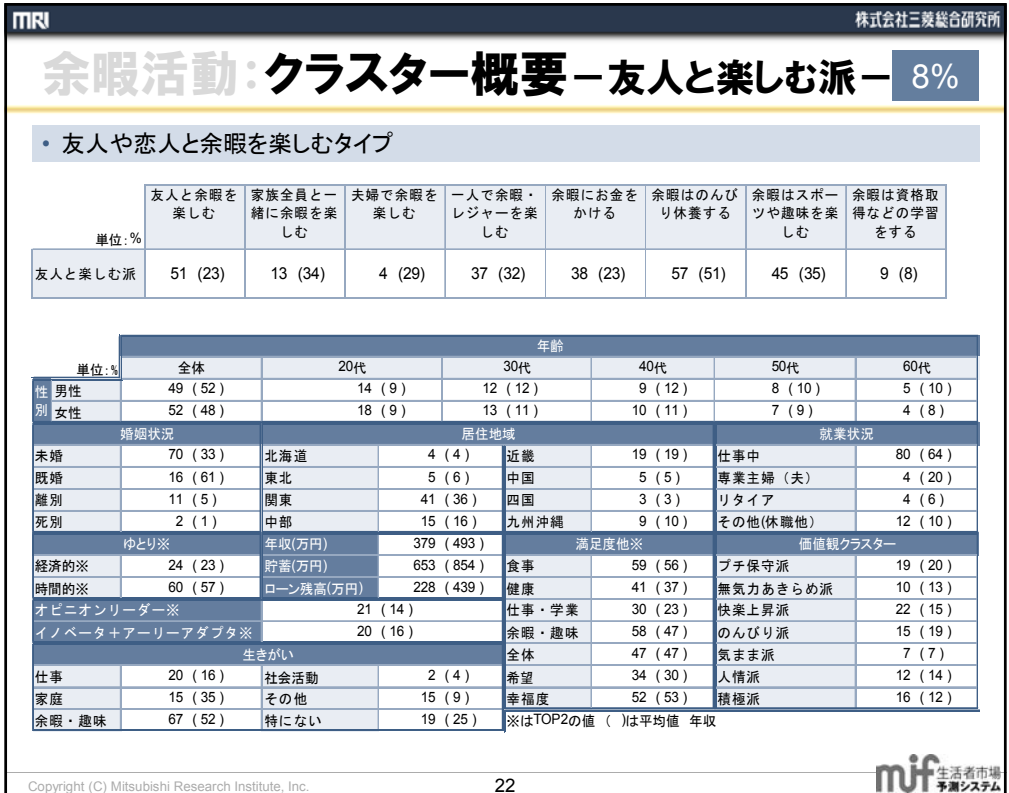 MRI 株式会社三菱総合研究所
余暇活動:クラスター概要－友人と楽しむ派－ 8%
• 友人や恋人と余暇を楽しむタイプ
単位:%
友人と余暇を楽しむ 家族全員と一緒に余暇を楽しむ 夫婦で余暇を楽しむ 一人で余暇・レジャーを楽しむ 余暇にお金をかける 余暇はのんびり休養する 余暇はスポーツや趣味を楽しむ 余暇は資格取得などの学習をする
友人と楽しむ派 51 (23) 13 (34) 4 (29) 37 (32) 38 (23) 57 (51) 45 (35) 9 (8)
年齢
単位:% 全体 20代 30代 40代 50代 60代
性別 男性 49 ( 52 ) 14 ( 9 ) 12 ( 12 ) 9 ( 12 ) 8 ( 10 ) 5 ( 10 )
女性 52 ( 48 ) 18 ( 9 ) 13 ( 11 ) 10 ( 11 ) 7 ( 9 ) 4 ( 8 )
婚姻状況 居住地域 就業状況
未婚 70 ( 33 ) 北海道 4 ( 4 ) 近畿 19 ( 19 ) 仕事中 80 ( 64 )
既婚 16 ( 61 ) 東北 5 ( 6 ) 中国 5 ( 5 ) 専業主婦（夫） 4 ( 20 )
離別 11 ( 5 ) 関東 41 ( 36 ) 四国 3 ( 3 ) リタイア 4 ( 6 )
死別 2 ( 1 ) 中部 15 ( 16 ) 九州沖縄 9 ( 10 ) その他(休職他) 12 ( 10 )
ゆとり※ 年収(万円) 379 ( 493 ) 満足度他※ 価値観クラスター
経済的※ 24 ( 23 ) 貯蓄(万円) 653 ( 854 ) 食事 59 ( 56 ) プチ保守派 19 ( 20 )
時間的※ 60 ( 57 ) ローン残高(万円) 228 ( 439 ) 健康 41 ( 37 ) 無気力あきらめ派 10 ( 13 )
オピニオンリーダー※ 21 ( 14 ) 仕事・学業 30 ( 23 ) 快楽上昇派 22 ( 15 )
イノベータ＋アーリーアダプタ※ 20 ( 16 ) 余暇・趣味 58 ( 47 ) のんびり派 15 ( 19 )
生きがい 全体 47 ( 47 ) 気まま派 7 ( 7 )
仕事 20 ( 16 ) 社会活動 2 ( 4 ) 希望 34 ( 30 ) 人情派 12 ( 14 )
家庭 15 ( 35 ) その他 15 ( 9 ) 幸福度 52 ( 53 ) 積極派 16 ( 12 )
余暇・趣味 67 ( 52 ) 特にない 19 ( 25 ) ※はTOP2の値 ( )は平均値 年収
Copyright (C) Mitsubishi Research Institute, Inc. 22 mif 生活者市場予測システム